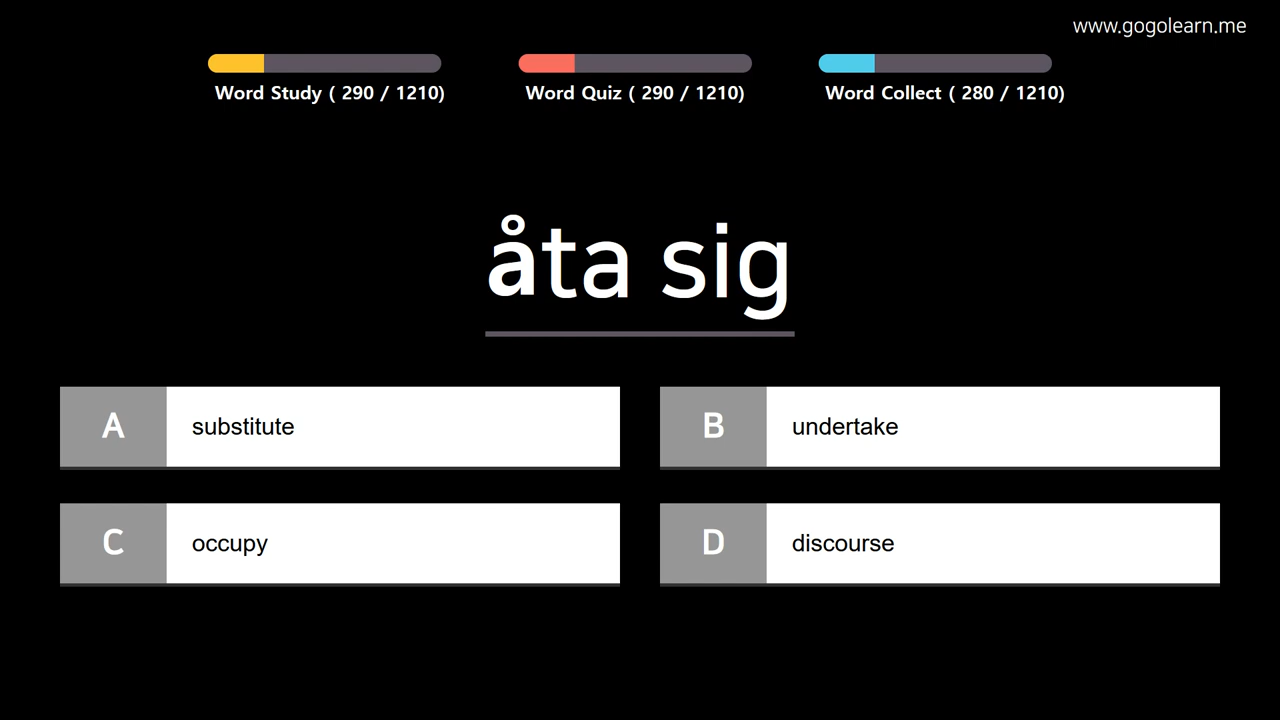 www.gogolearn.me
Word Study ( 290 / 1210)
Word Quiz ( 290 / 1210)
Word Collect ( 280 / 1210)
åta sig
A substitute
B undertake
C occupy
D discourse